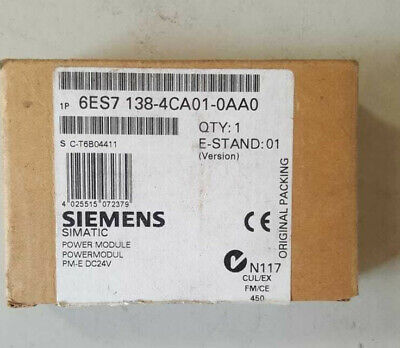 1P 6ES7 138-4CA01-0AA0
QTY: 1
S C-T6B04411
E-STAND: 01
(Version)
4 025515 072379
SIEMENS
SIMATIC
POWER MODULE
POWERMODUL
PM-E DC24V
CE
N117
CUL/EX
FM/CE
450
ORIGINAL PACKING